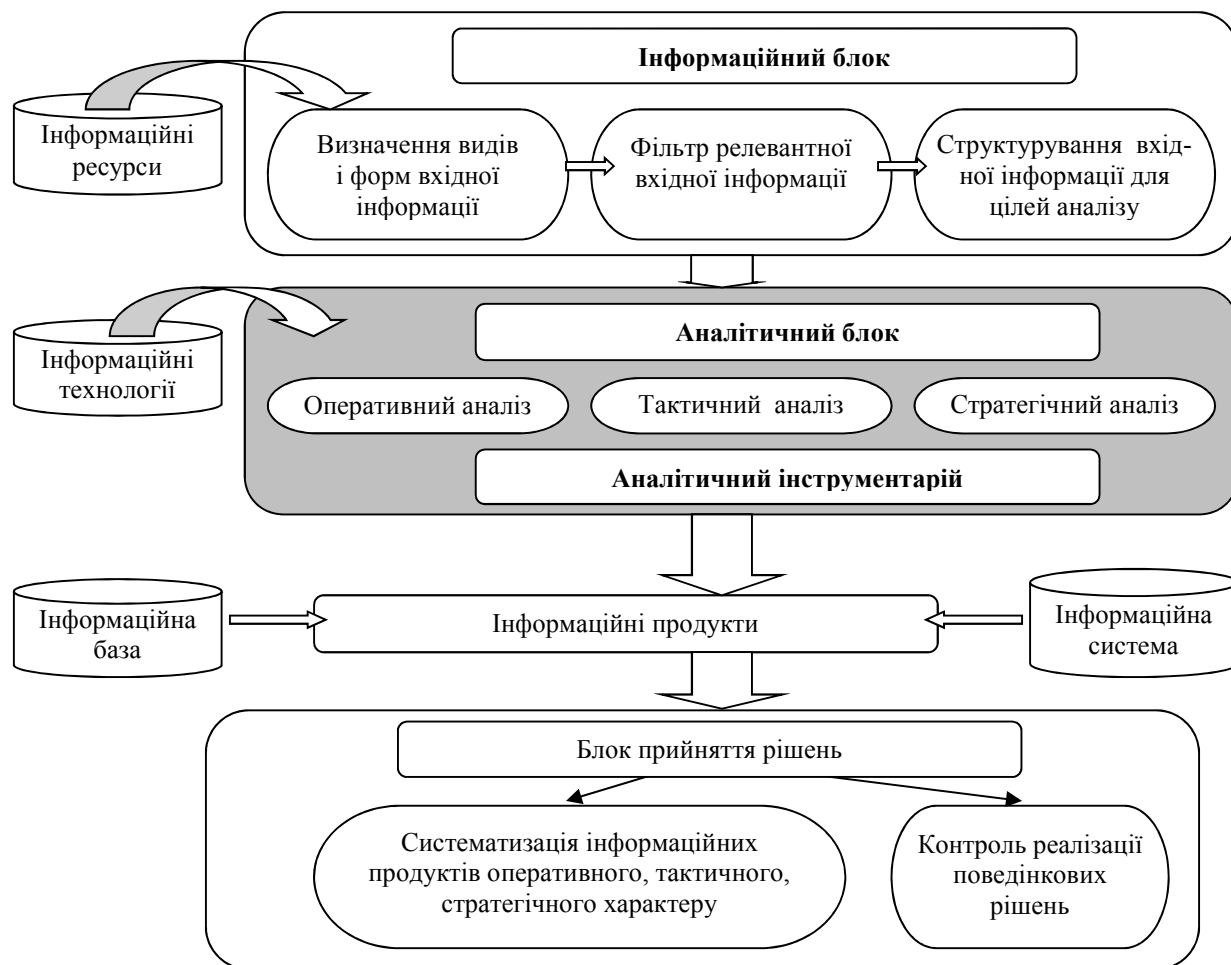 Інформаційний блок
Інформаційні
ресурси
Визначення видів
і форм вхідної
інформації
Фільтр релевантної
вхідної інформації
Структурування вхід-
ної інформації для
цілей аналізу
Аналітичний блок
Інформаційні
технології
Оперативний аналіз
Тактичний аналіз
Стратегічний аналіз
Аналітичний інструментарій
Інформаційна
база
Інформаційні продукти
Інформаційна
система
Блок прийняття рішень
Систематизація інформаційних
продуктів оперативного, тактичного,
стратегічного характеру
Контроль реалізації
поведінкових
рішень